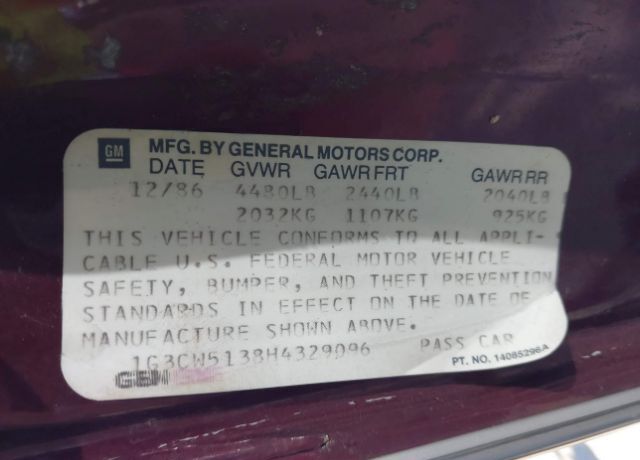 GM MFG. BY GENERAL MOTORS CORP.
DATE GVWR GAWR FRT GAWR RR
12/86 4480LB 2440LB 2040LB
2032KG 1107KG 925KG
THIS VEHICLE CONFORMS TO ALL APPLI-
CABLE U.S. FEDERAL MOTOR VEHICLE
SAFETY, BUMPER, AND THEFT PREVENTION
STANDARDS IN EFFECT ON THE DATE OF
MANUFACTURE SHOWN ABOVE.
1G3CW5138H4329096 PASS CAR
PT. NO. 14085296A